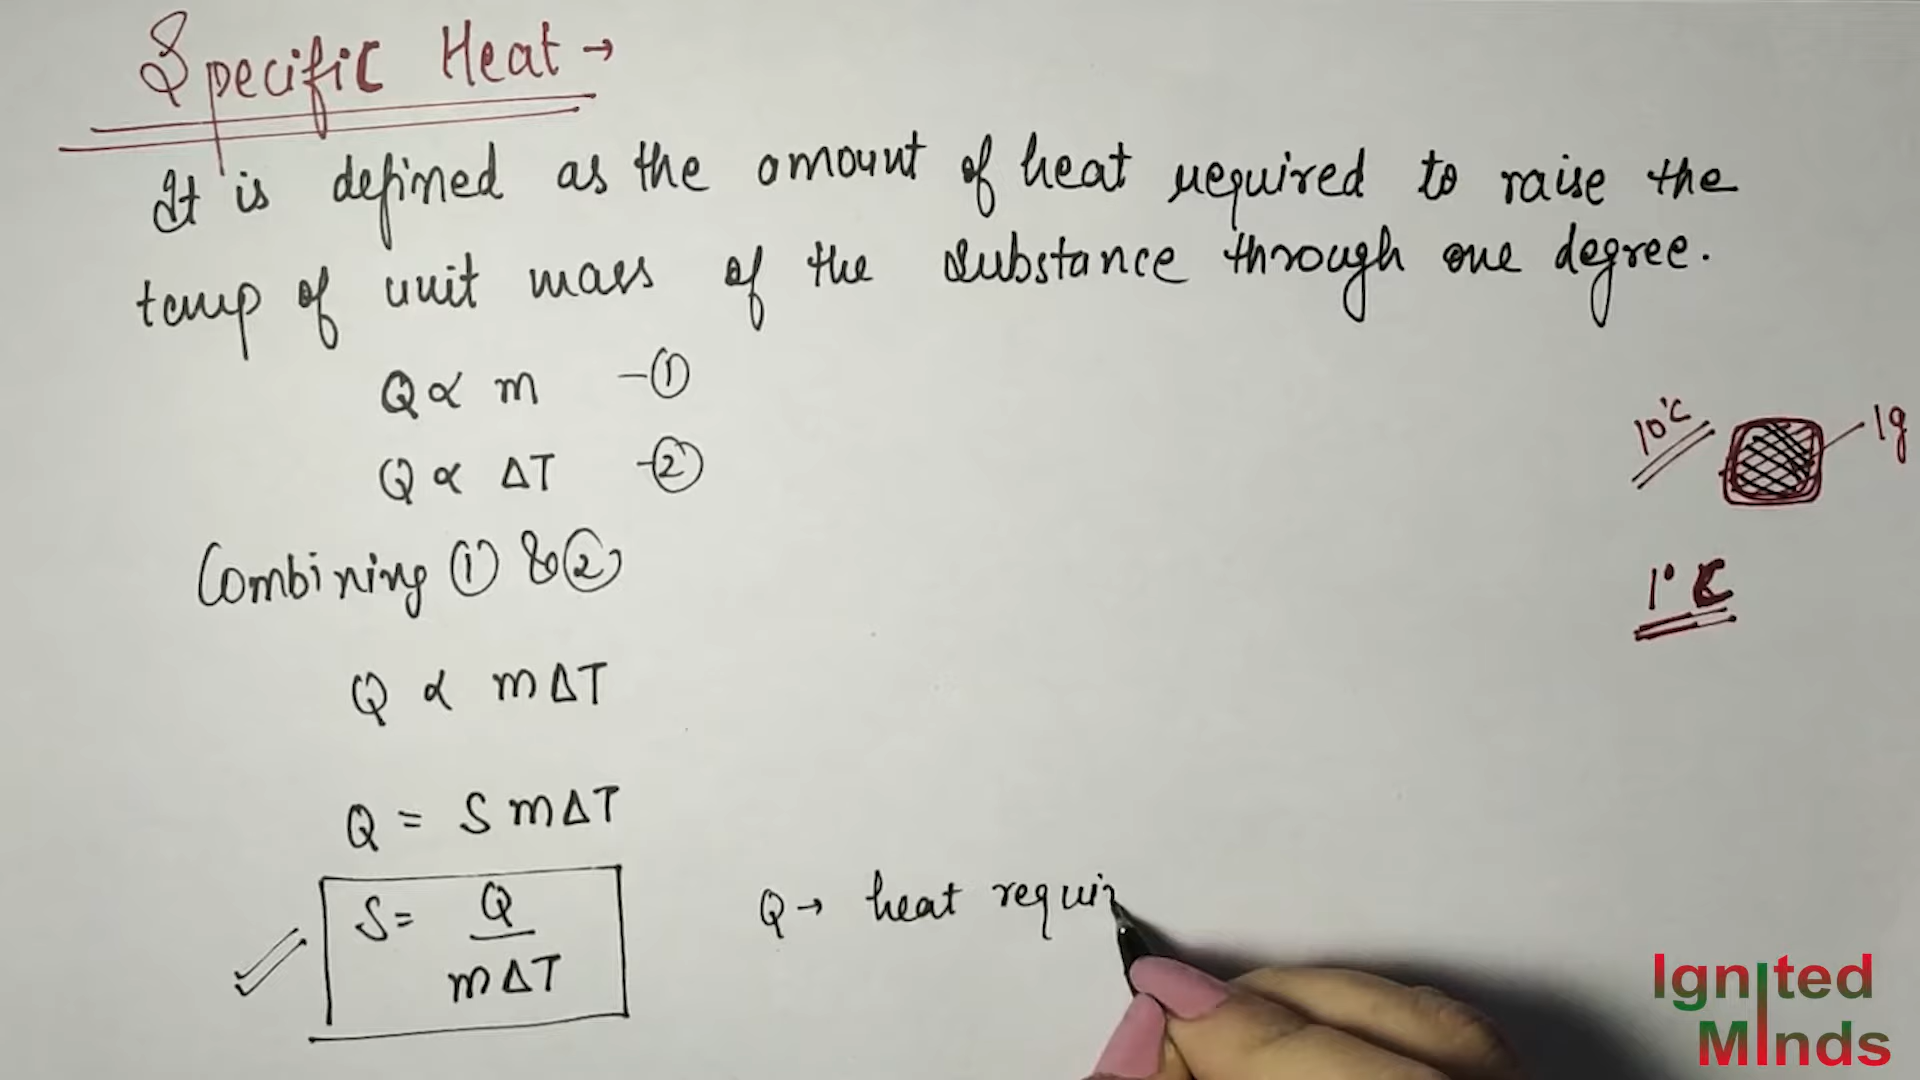 Specific Heat →
It is defined as the amount of heat required to raise the
temp of unit mass of the substance through one degree.
Q ∝ m —①
Q ∝ ΔT —②
10°C
1g
Combining ① & ②
1°C
Q ∝ mΔT
Q = S mΔT
S = Q / mΔT
Q → heat requir
Ignited
Minds